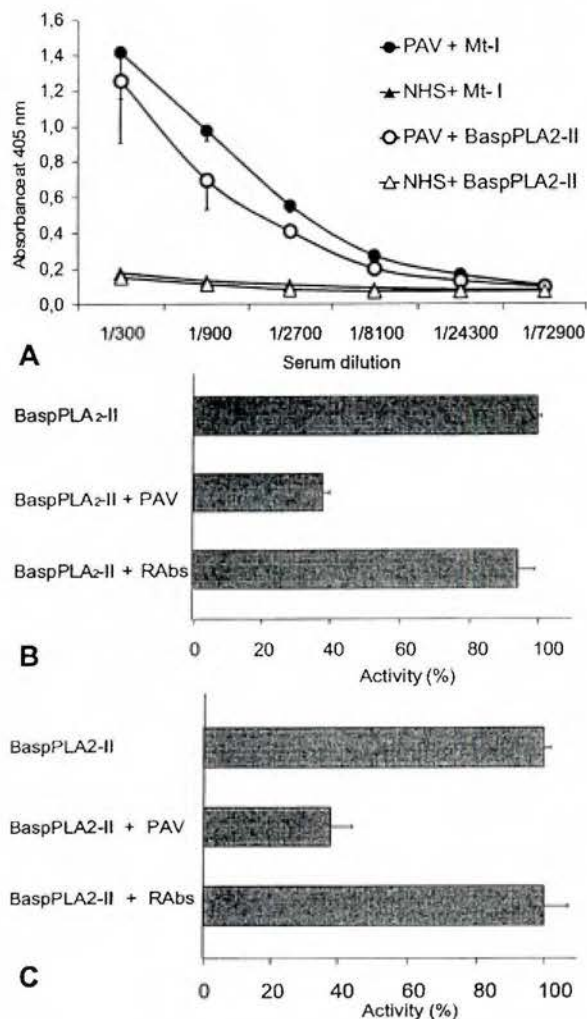 1,6
1,4
1,2
1,0
0,8
0,6
0,4
0,2
0,0
Absorbance at 405 nm
PAV + Mt-I
NHS+ Mt- I
PAV + BaspPLA2-II
NHS+ BaspPLA2-II
1/300 1/900 1/2700 1/8100 1/24300 1/72900
Serum dilution
A
BaspPLA₂-II
BaspPLA₂-II + PAV
BaspPLA₂-II + RAbs
0 20 40 60 80 100
Activity (%)
B
BaspPLA2-II
BaspPLA2-II + PAV
BaspPLA2-II + RAbs
0 20 40 60 80 100
Activity (%)
C